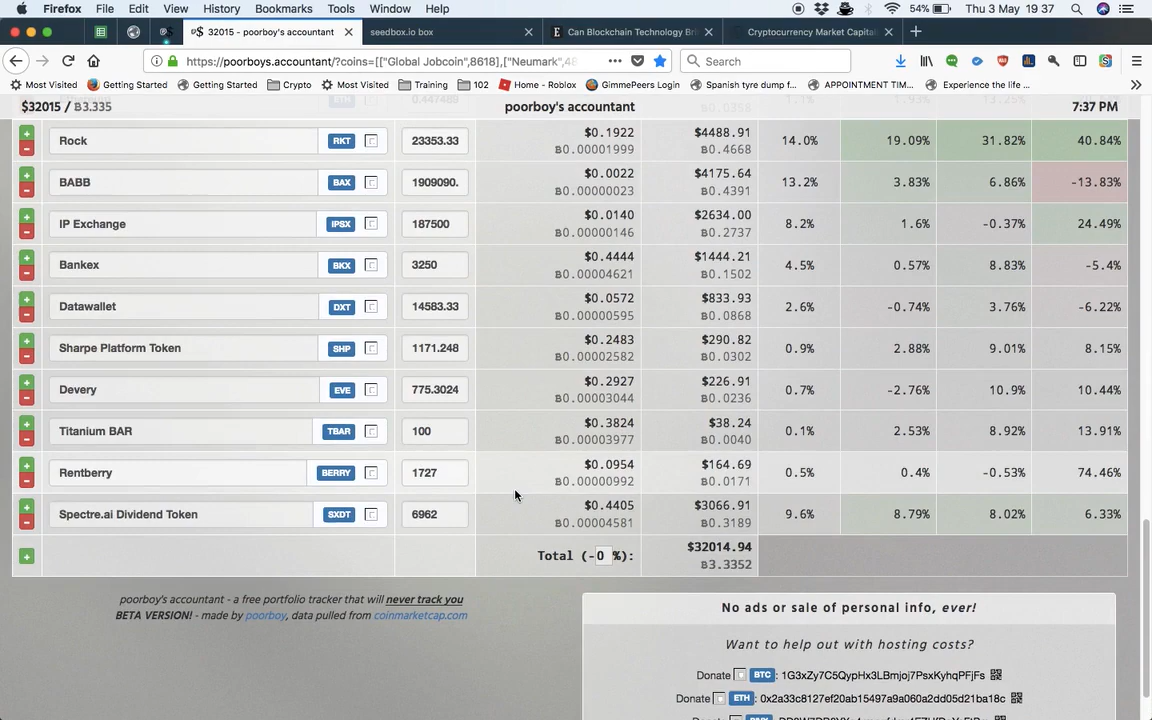 Firefox File Edit View History Bookmarks Tools Window Help 54% Thu 3 May 19 37
32015 - poorboy's accountant seedbox.io box Can Blockchain Technology Bri Cryptocurrency Market Capital
https://poorboys.accountant/?coins=[["Global Jobcoin",8618],["Neumark",48 Search
Most Visited Getting Started Getting Started Crypto Most Visited Training 102 Home - Roblox GimmePeers Login Spanish tyre dump f... APPOINTMENT TIM... Experience the life ...
$32015 / Ƀ3.335 poorboy's accountant 7:37 PM
Rock RKT 23353.33 $0.1922 $4488.91 14.0% 19.09% 31.82% 40.84%
Ƀ0.00001999 Ƀ0.4668
BABB BAX 1909090. $0.0022 $4175.64 13.2% 3.83% 6.86% -13.83%
Ƀ0.00000023 Ƀ0.4391
IP Exchange IPSX 187500 $0.0140 $2634.00 8.2% 1.6% -0.37% 24.49%
Ƀ0.00000146 Ƀ0.2737
Bankex BKX 3250 $0.4444 $1444.21 4.5% 0.57% 8.83% -5.4%
Ƀ0.00004621 Ƀ0.1502
Datawallet DXT 14583.33 $0.0572 $833.93 2.6% -0.74% 3.76% -6.22%
Ƀ0.00000595 Ƀ0.0868
Sharpe Platform Token SHP 1171.248 $0.2483 $290.82 0.9% 2.88% 9.01% 8.15%
Ƀ0.00002582 Ƀ0.0302
Devery EVE 775.3024 $0.2927 $226.91 0.7% -2.76% 10.9% 10.44%
Ƀ0.00003044 Ƀ0.0236
Titanium BAR TBAR 100 $0.3824 $38.24 0.1% 2.53% 8.92% 13.91%
Ƀ0.00003977 Ƀ0.0040
Rentberry BERRY 1727 $0.0954 $164.69 0.5% 0.4% -0.53% 74.46%
Ƀ0.00000992 Ƀ0.0171
Spectre.ai Dividend Token SXDT 6962 $0.4405 $3066.91 9.6% 8.79% 8.02% 6.33%
Ƀ0.00004581 Ƀ0.3189
Total (-0 %): $32014.94
Ƀ3.3352
poorboy's accountant - a free portfolio tracker that will never track you
BETA VERSION! - made by poorboy, data pulled from coinmarketcap.com
No ads or sale of personal info, ever!
Want to help out with hosting costs?
Donate BTC: 1G3xZy7C5QypHx3LBmjoj7PsxKyhqPFjFs
Donate ETH: 0x2a33c8127ef20ab15497a9a060a2dd05d21ba18c